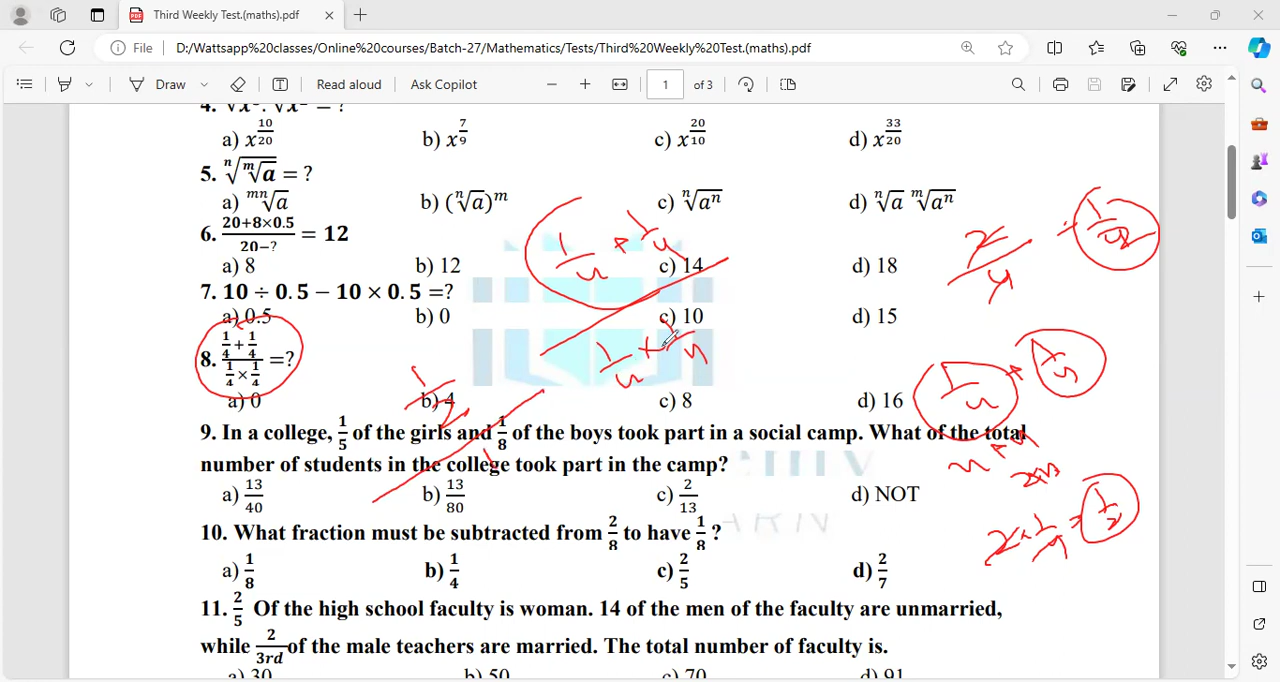 Third Weekly Test.(maths).pdf
File D:/Wattsapp%20classes/Online%20courses/Batch-27/Mathematics/Tests/Third%20Weekly%20Test.(maths).pdf
Draw Read aloud Ask Copilot 1 of 3
a) x^(10/20) b) x^(7/9) c) x^(20/10) d) x^(33/20)
5. ⁿ√(ᵐ√a) = ?
a) ᵐⁿ√a b) (ⁿ√a)ᵐ c) ⁿ√aⁿ d) ⁿ√a ᵐ√aⁿ
6. (20+8×0.5)/(20−?) = 12
a) 8 b) 12 c) 14 d) 18
7. 10 ÷ 0.5 − 10 × 0.5 =?
a) 0.5 b) 0 c) 10 d) 15
8. (1/4 + 1/4)/(1/4 × 1/4) =?
a) 0 b) 4 c) 8 d) 16
9. In a college, 1/5 of the girls and 1/8 of the boys took part in a social camp. What of the total
number of students in the college took part in the camp?
a) 13/40 b) 13/80 c) 2/13 d) NOT
10. What fraction must be subtracted from 2/8 to have 1/8 ?
a) 1/8 b) 1/4 c) 2/5 d) 2/7
11. 2/5 Of the high school faculty is woman. 14 of the men of the faculty are unmarried,
while 2/3rd of the male teachers are married. The total number of faculty is.
a) 30 b) 50 c) 70 d) 91